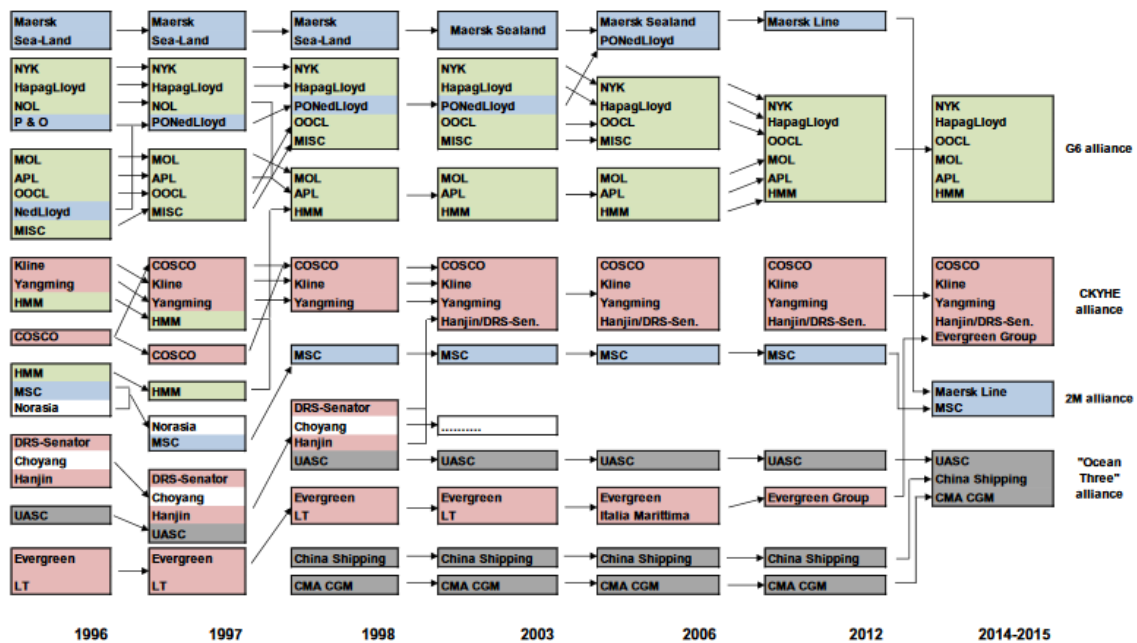 Maersk
Sea-Land
NYK
HapagLloyd
NOL
P & O
MOL
APL
OOCL
NedLloyd
MISC
Kline
Yangming
HMM
COSCO
HMM
MSC
Norasia
DRS-Senator
Choyang
Hanjin
UASC
Evergreen
LT
1996
Maersk
Sea-Land
NYK
HapagLloyd
NOL
PONedLloyd
MOL
APL
OOCL
MISC
COSCO
Kline
Yangming
HMM
COSCO
HMM
Norasia
MSC
DRS-Senator
Choyang
Hanjin
UASC
Evergreen
LT
1997
Maersk
Sea-Land
NYK
HapagLloyd
PONedLloyd
OOCL
MISC
MOL
APL
HMM
COSCO
Kline
Yangming
MSC
DRS-Senator
Choyang
Hanjin
UASC
Evergreen
LT
China Shipping
CMA CGM
1998
Maersk Sealand
NYK
HapagLloyd
PONedLloyd
OOCL
MISC
MOL
APL
HMM
COSCO
Kline
Yangming
Hanjin/DRS-Sen.
MSC
..........
UASC
Evergreen
LT
China Shipping
CMA CGM
2003
Maersk Sealand
PONedLloyd
NYK
HapagLloyd
OOCL
MISC
MOL
APL
HMM
COSCO
Kline
Yangming
Hanjin/DRS-Sen.
MSC
UASC
Evergreen
Italia Marittima
China Shipping
CMA CGM
2006
Maersk Line
NYK
HapagLloyd
OOCL
MOL
APL
HMM
COSCO
Kline
Yangming
Hanjin/DRS-Sen.
MSC
UASC
Evergreen Group
China Shipping
CMA CGM
2012
NYK
HapagLloyd
OOCL
MOL
APL
HMM
COSCO
Kline
Yangming
Hanjin/DRS-Sen.
Evergreen Group
Maersk Line
MSC
UASC
China Shipping
CMA CGM
2014-2015
G6 alliance
CKYHE
alliance
2M alliance
"Ocean
Three"
alliance